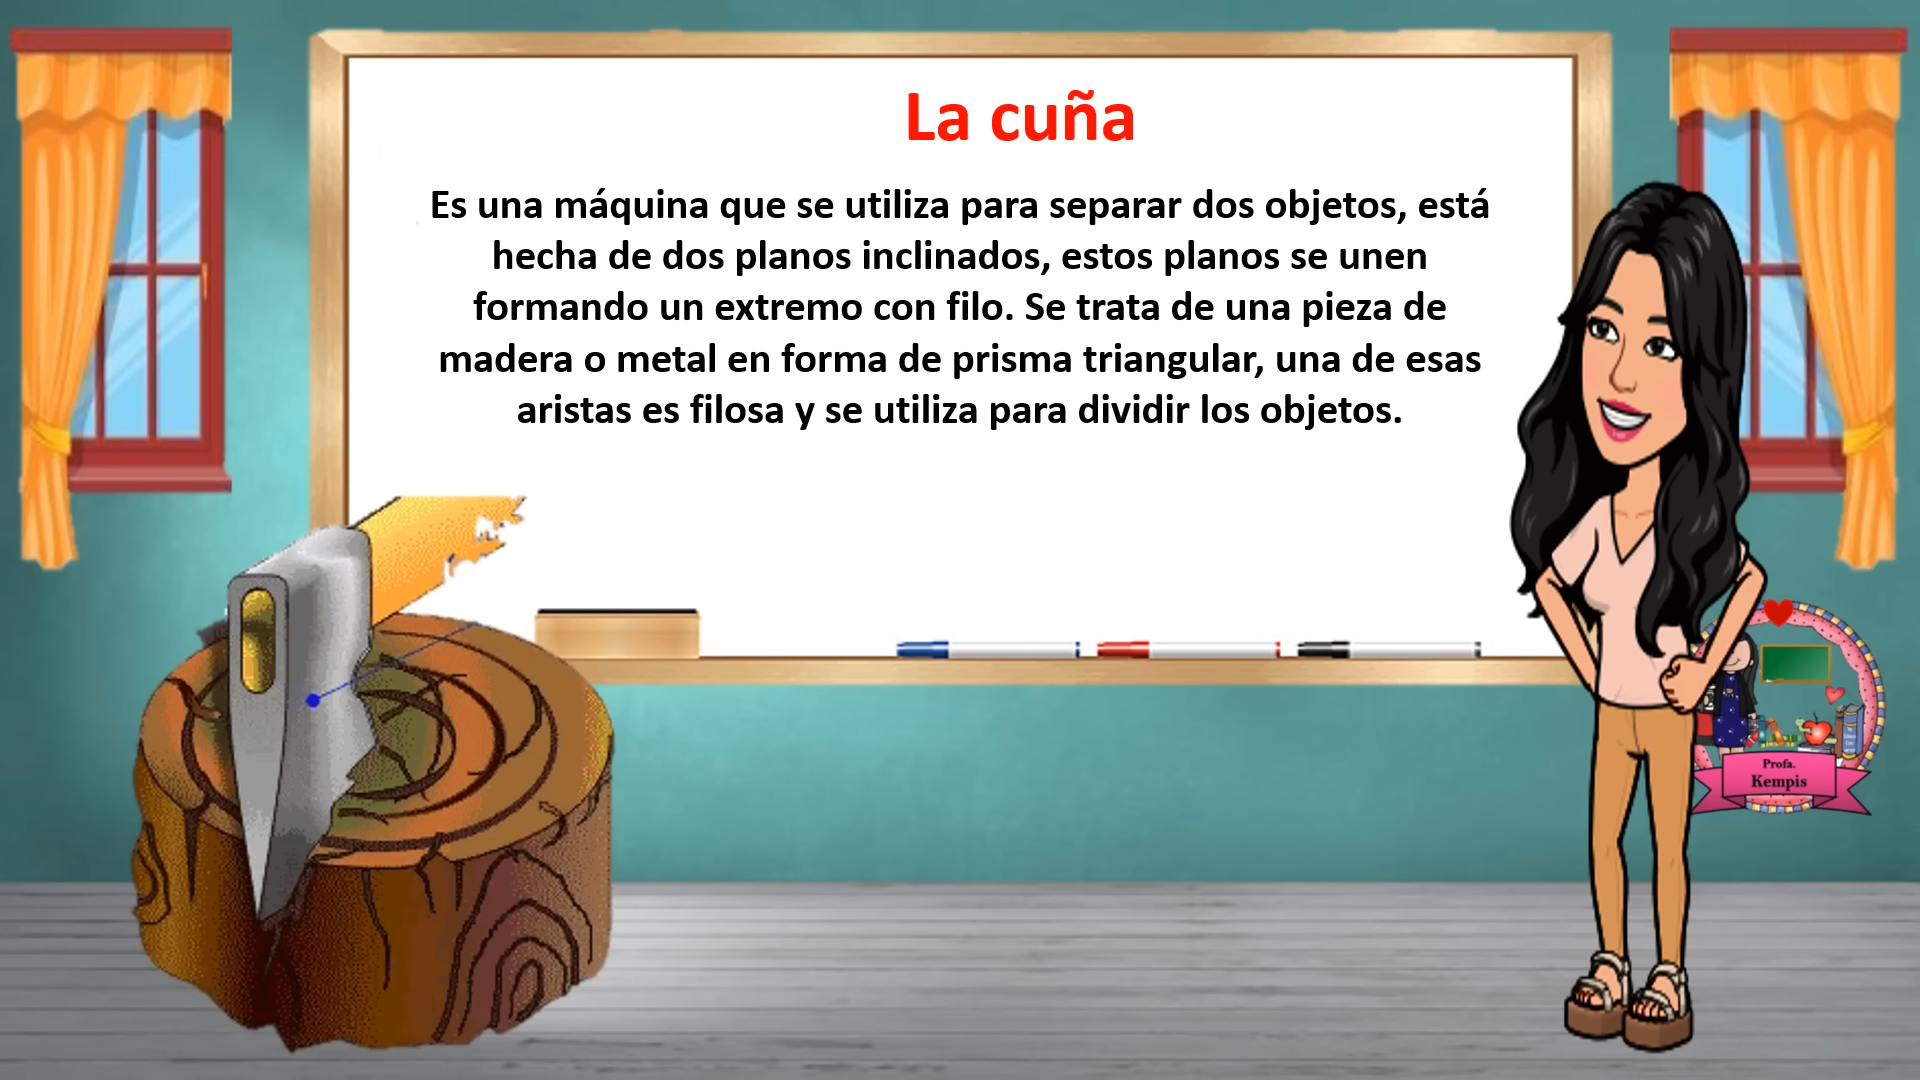 La cuña
Es una máquina que se utiliza para separar dos objetos, está
hecha de dos planos inclinados, estos planos se unen
formando un extremo con filo. Se trata de una pieza de
madera o metal en forma de prisma triangular, una de esas
aristas es filosa y se utiliza para dividir los objetos.
Profa.
Kempis